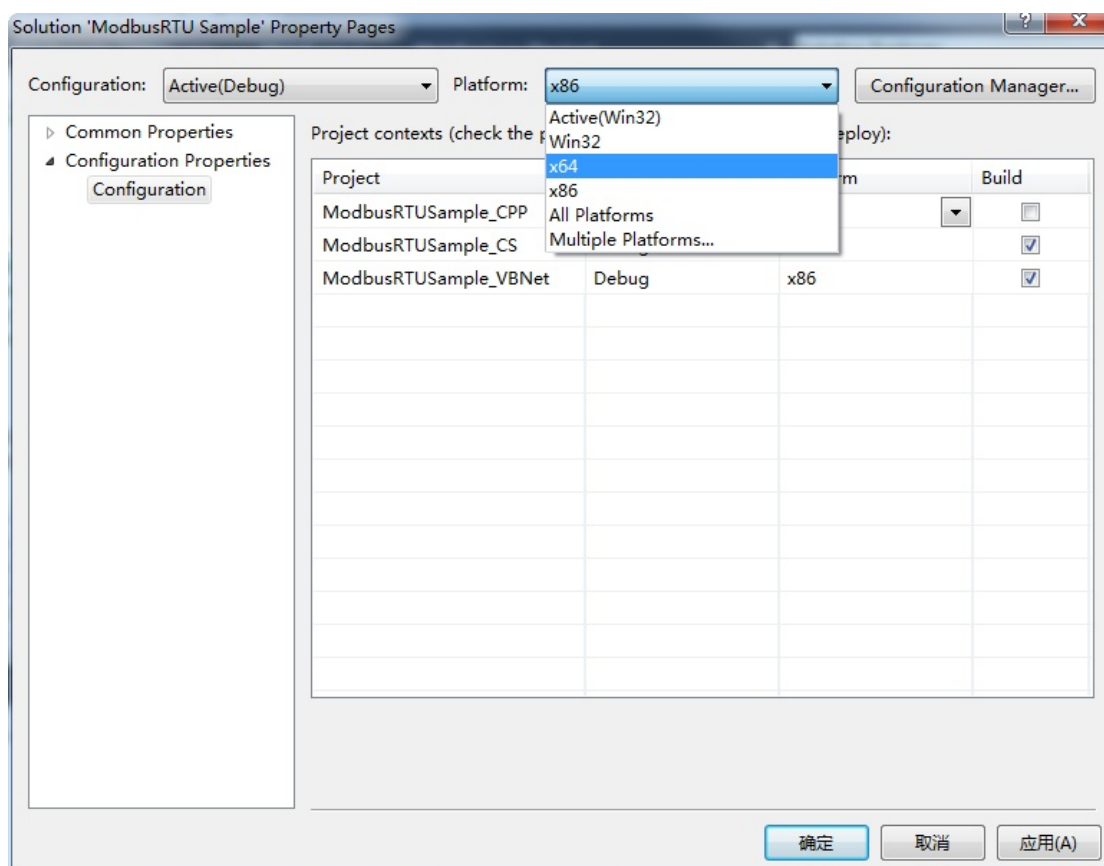 Solution 'ModbusRTU Sample' Property Pages
Configuration: Active(Debug) Platform: x86 Configuration Manager...
Common Properties
Configuration Properties
Configuration
Project contexts (check the
Active(Win32)
Win32
x64
x86
All Platforms
Multiple Platforms...
Project Build
ModbusRTUSample_CPP
ModbusRTUSample_CS
ModbusRTUSample_VBNet Debug x86
确定 取消 应用(A)